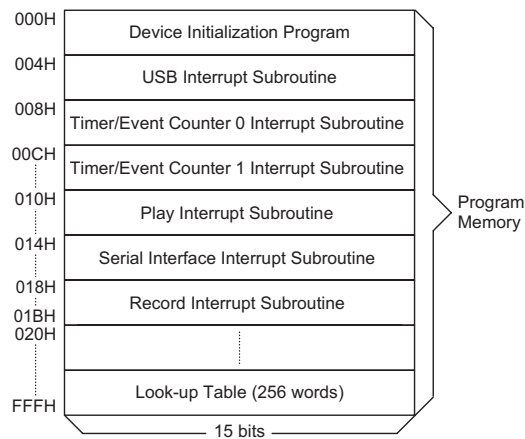 000H
Device Initialization Program
004H
USB Interrupt Subroutine
008H
Timer/Event Counter 0 Interrupt Subroutine
00CH
Timer/Event Counter 1 Interrupt Subroutine
010H
Play Interrupt Subroutine
Program
Memory
014H
Serial Interface Interrupt Subroutine
018H
Record Interrupt Subroutine
01BH
020H
Look-up Table (256 words)
FFFH
15 bits